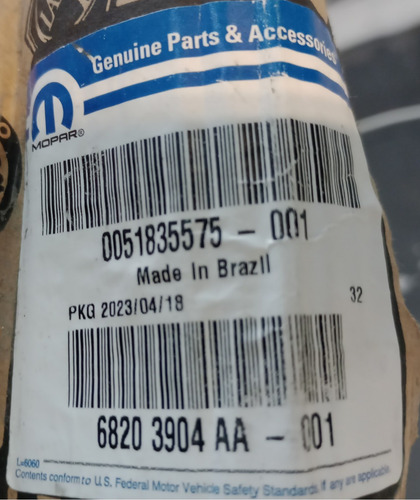 Genuine Parts & Accessories
MOPAR®
0051835575 - 001
Made In Brazil
PKG 2023/04/18
32
6820 3904 AA - 001
L=6060
Contents conform to U.S. Federal Motor Vehicle Safety Standards, if any are applicable.